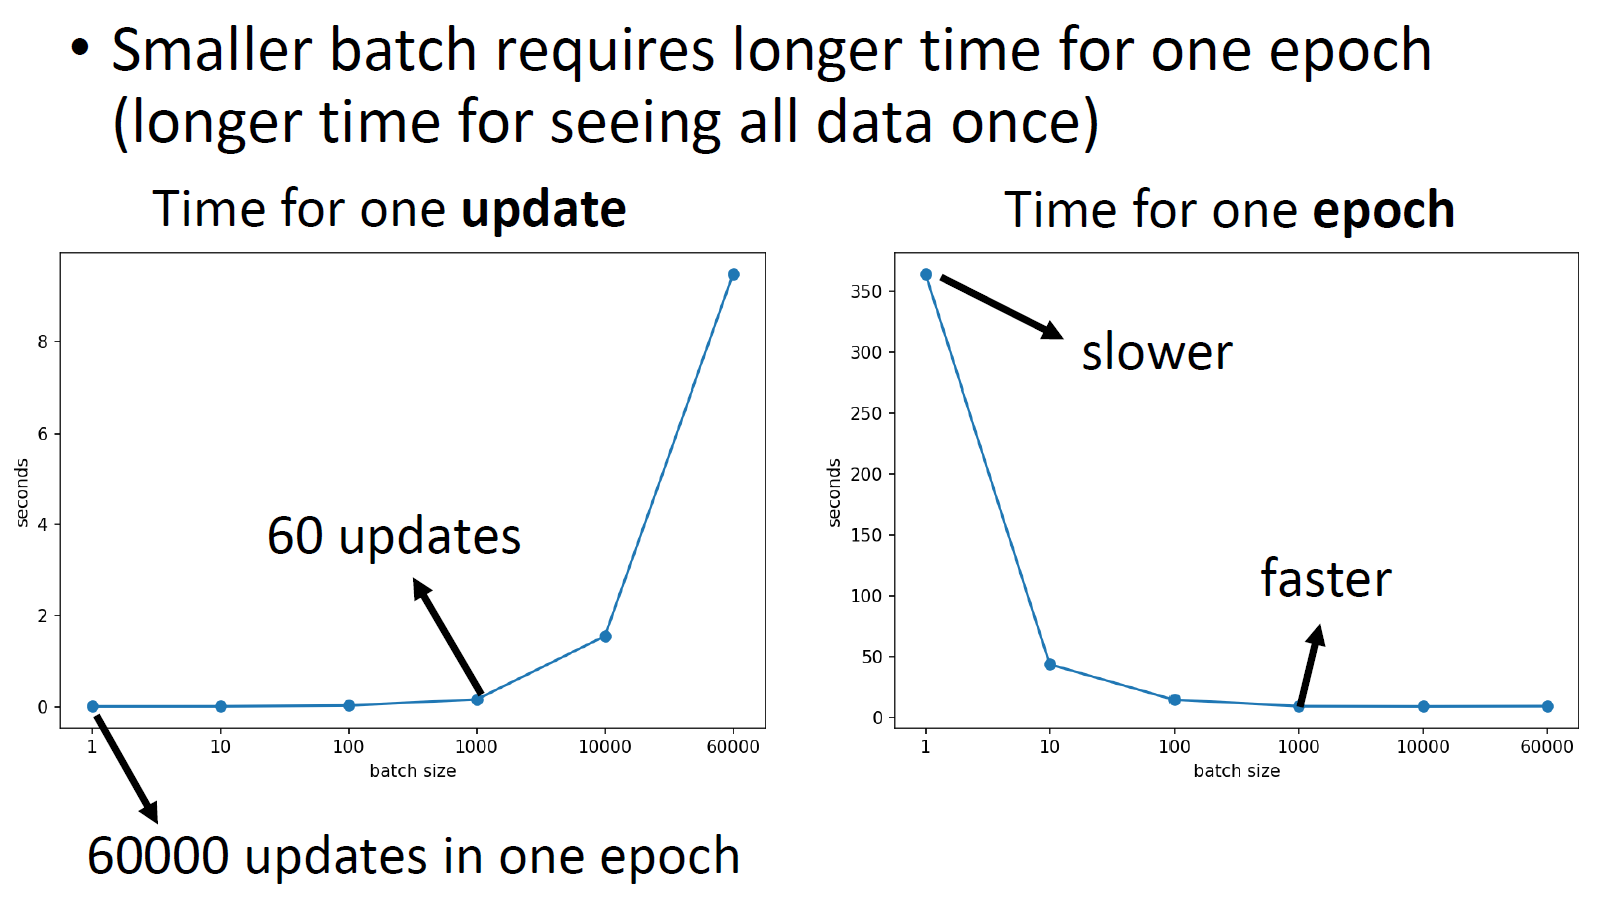 • Smaller batch requires longer time for one epoch
(longer time for seeing all data once)
Time for one update
Time for one epoch
8
6
4
2
0
seconds
60 updates
1 10 100 1000 10000 60000
batch size
60000 updates in one epoch
350
300
250
200
150
100
50
0
seconds
slower
faster
1 10 100 1000 10000 60000
batch size